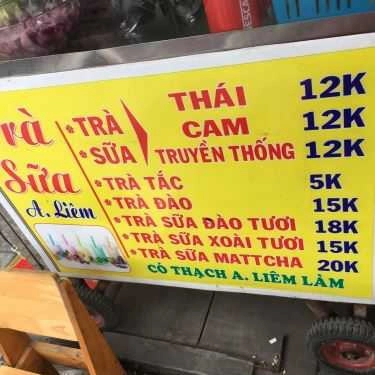 rà
Sữa
A. Liêm
* TRÀ
* SỮA
THÁI 12K
CAM 12K
TRUYỀN THỐNG 12K
* TRÀ TẮC 5K
* TRÀ ĐÀO 15K
* TRÀ SỮA ĐÀO TƯƠI 18K
* TRÀ SỮA XOÀI TƯƠI 15K
* TRÀ SỮA MATTCHA 20K
CÓ THẠCH A. LIÊM LÀM